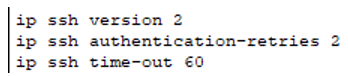 ip ssh version 2
ip ssh authentication-retries 2
ip ssh time-out 60